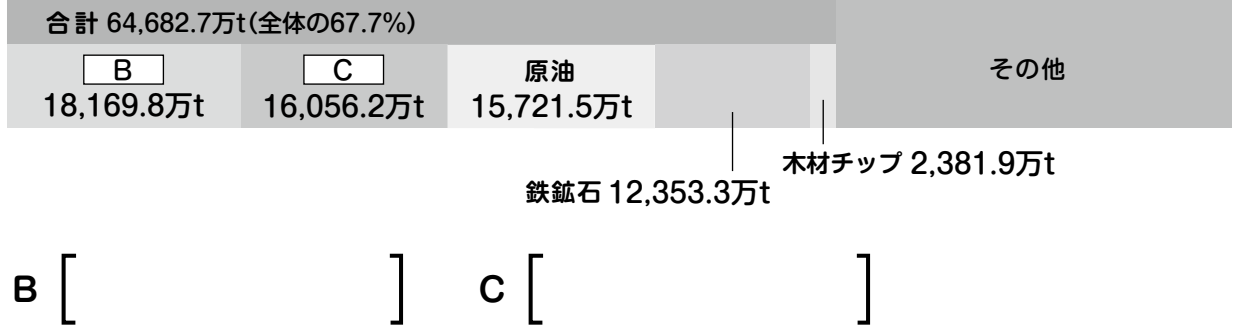 合計 64,682.7万t(全体の67.7%)
B C 原油 その他
18,169.8万t 16,056.2万t 15,721.5万t
木材チップ 2,381.9万t
鉄鉱石 12,353.3万t
B [ ] C [ ]